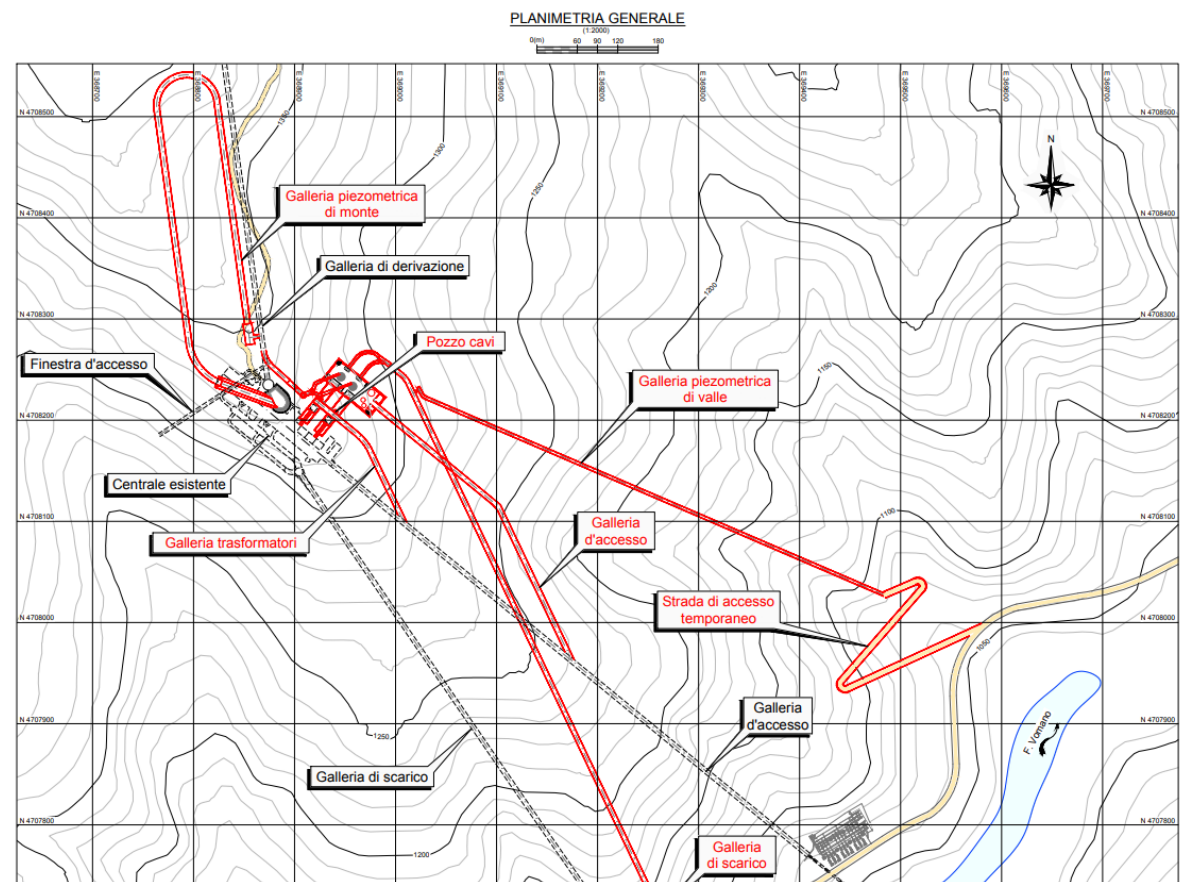 PLANIMETRIA GENERALE
(1:2000)
0(m) 60 90 120 180
E 368700
E 368800
E 368900
E 369000
E 369100
E 369200
E 369300
E 369400
E 369500
E 369600
E 369700
N 4708500
N 4708500
1350
1300
N
1250
Galleria piezometrica
di monte
N 4708400
N 4708400
Galleria di derivazione
1200
N 4708300
N 4708300
Pozzo cavi
Finestra d'accesso
1150
Galleria piezometrica
di valle
N 4708200
N 4708200
Centrale esistente
1100
N 4708100
N 4708100
Galleria
d'accesso
Galleria trasformatori
Strada di accesso
temporaneo
N 4708000
N 4708000
1050
Galleria
d'accesso
N 4707900
N 4707900
1250
F. Vomano
Galleria di scarico
N 4707800
N 4707800
Galleria
di scarico
1200